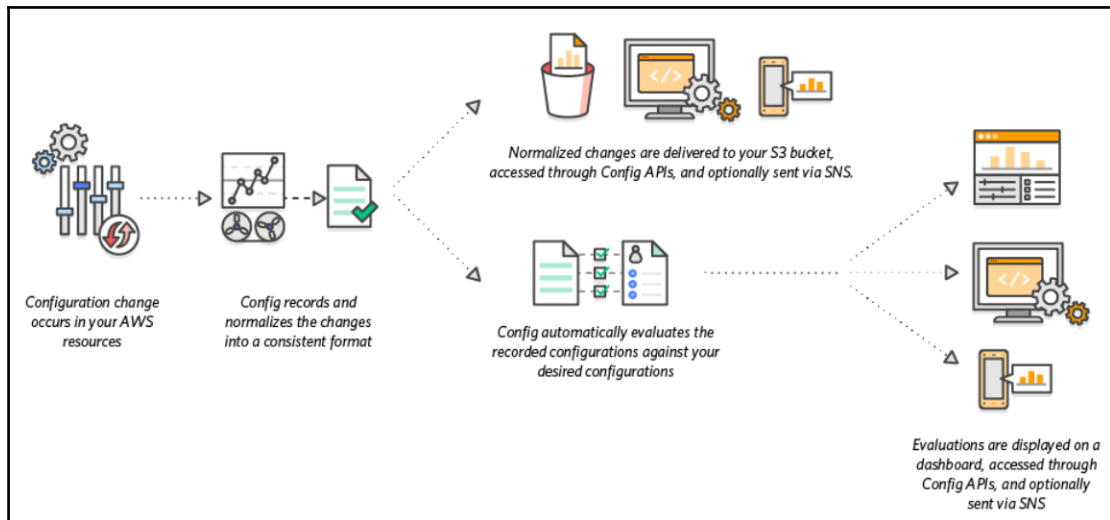 Normalized changes are delivered to your S3 bucket,
accessed through Config APIs, and optionally sent via SNS.
Configuration change
occurs in your AWS
resources
Config records and
normalizes the changes
into a consistent format
Config automatically evaluates the
recorded configurations against your
desired configurations
Evaluations are displayed on a
dashboard, accessed through
Config APIs, and optionally
sent via SNS